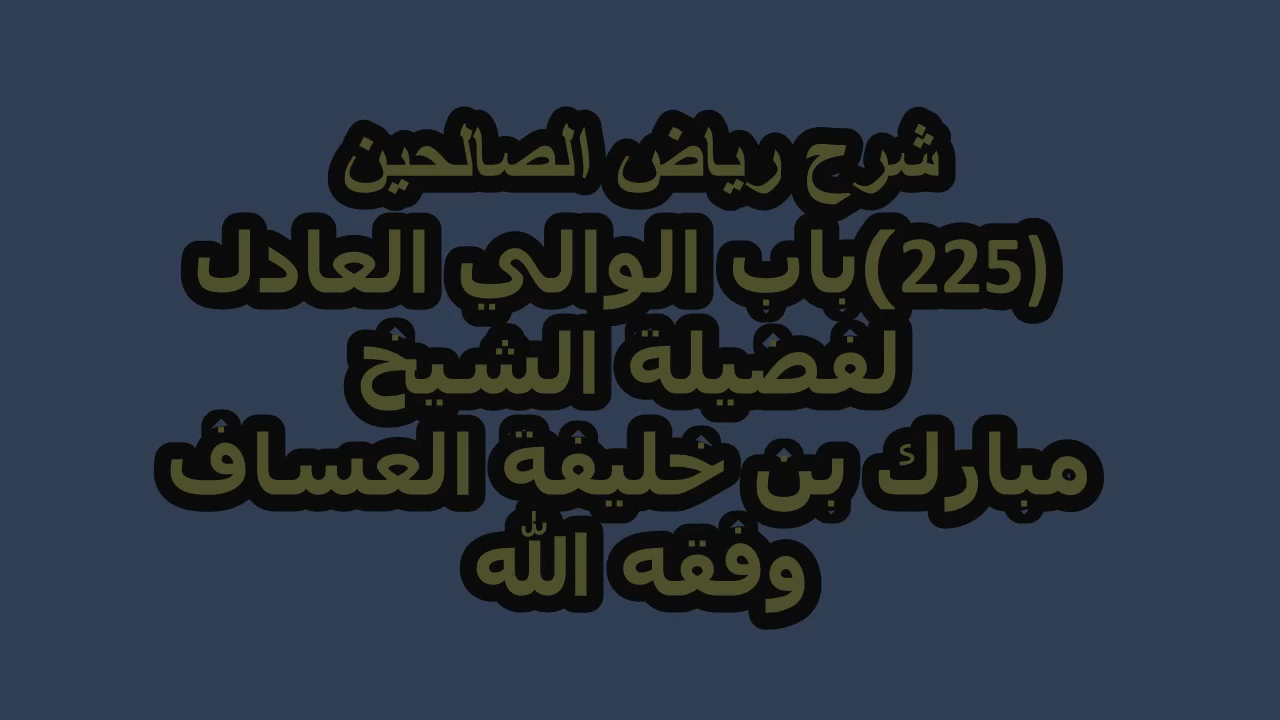 شرح رياض الصالحين
(225)باب الوالي العادل
لفضيلة الشيخ
مبارك بن خليفة العساف
وفقه الله